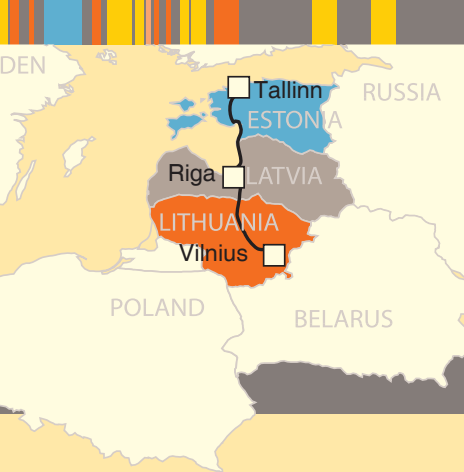 DEN
Tallinn
RUSSIA
ESTONIA
Riga
LATVIA
LITHUANIA
Vilnius
POLAND
BELARUS